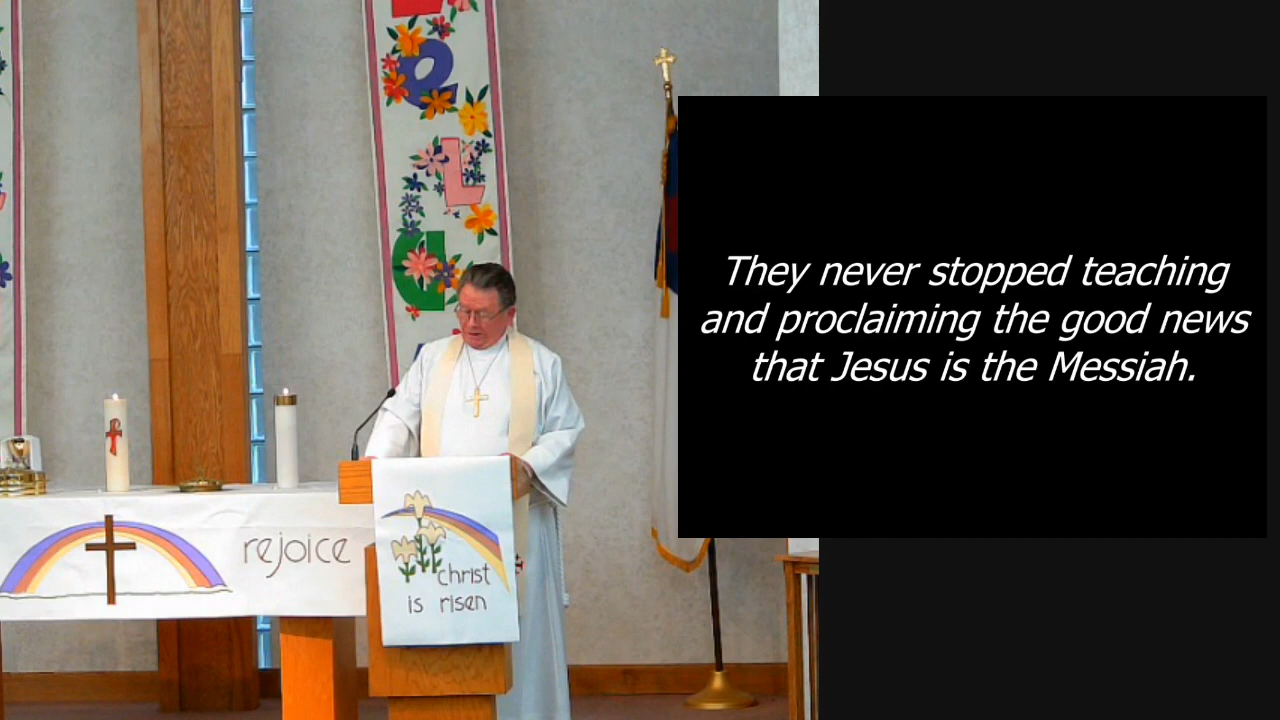 e
L
rejoice
christ
is risen
They never stopped teaching
and proclaiming the good news
that Jesus is the Messiah.